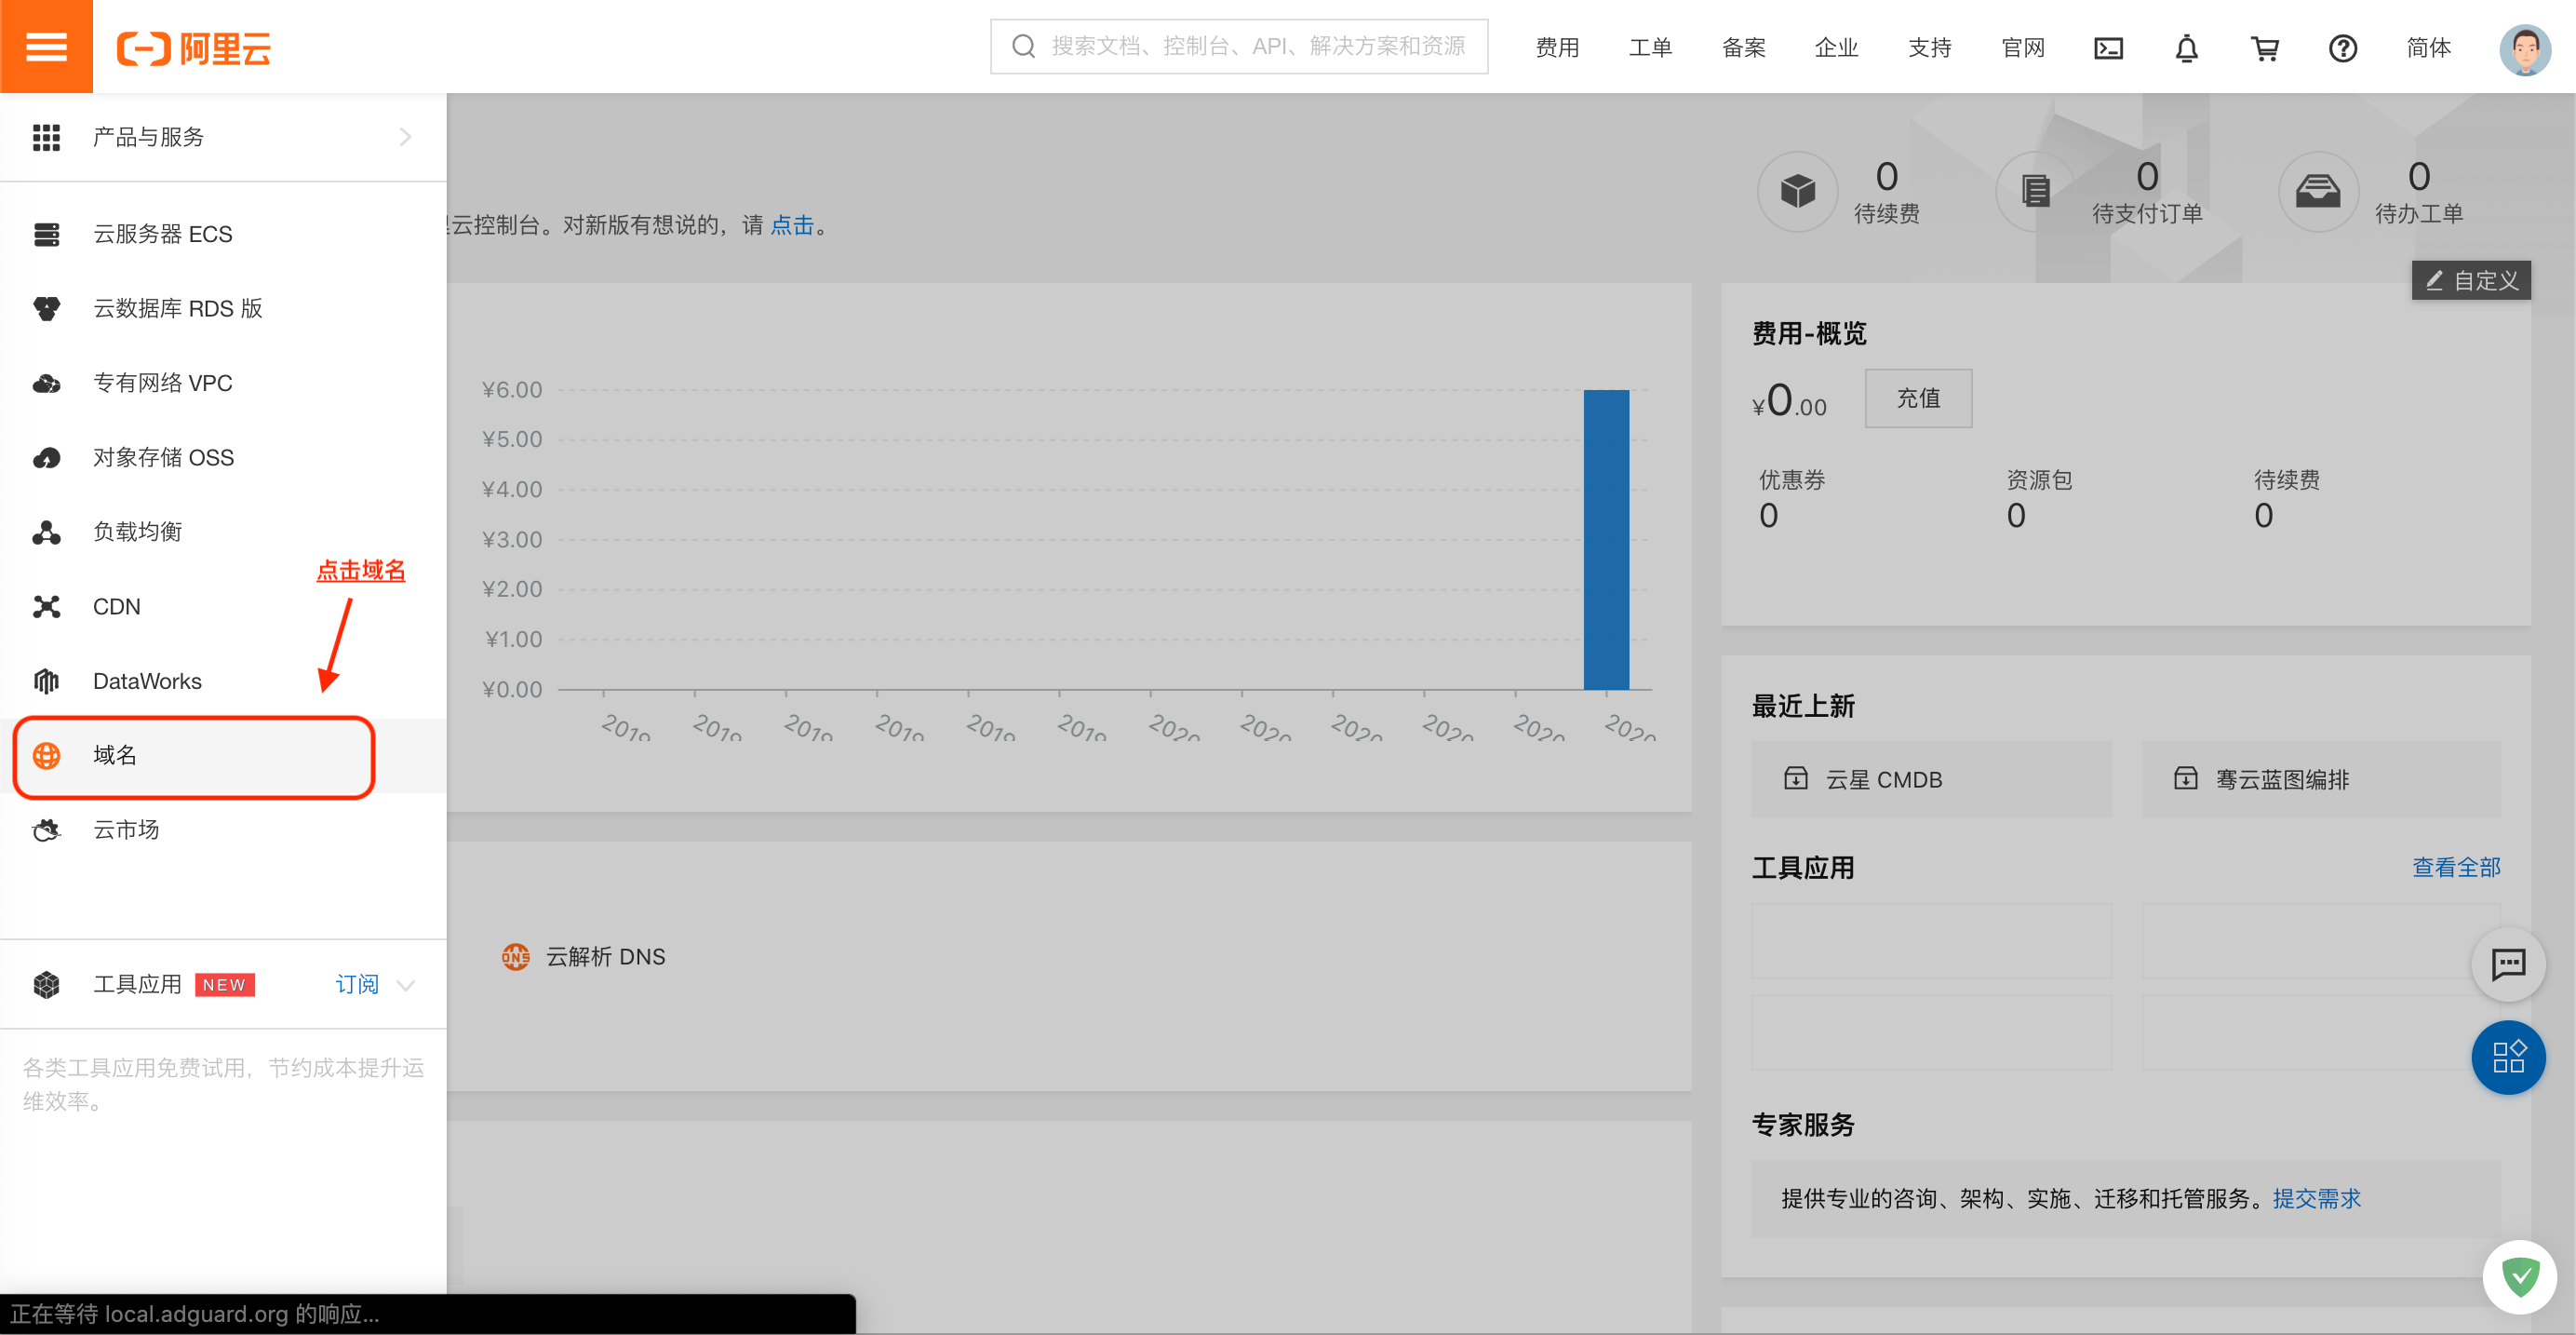 阿里云
搜索文档、控制台、API、解决方案和资源
费用
工单
备案
企业
支持
官网
简体
产品与服务
云服务器 ECS
云数据库 RDS 版
专有网络 VPC
对象存储 OSS
负载均衡
点击域名
CDN
DataWorks
域名
云市场
工具应用 NEW 订阅
各类工具应用免费试用，节约成本提升运
维效率。
云控制台。对新版有想说的，请 点击。
0
待续费
0
待支付订单
0
待办工单
自定义
¥6.00
¥5.00
¥4.00
¥3.00
¥2.00
¥1.00
¥0.00
2019 2019 2019 2019 2019 2019 2020 2020 2020 2020 2020 2020
云解析 DNS
费用-概览
¥0.00 充值
优惠券
0
资源包
0
待续费
0
最近上新
云星 CMDB
骞云蓝图编排
工具应用 查看全部
专家服务
提供专业的咨询、架构、实施、迁移和托管服务。提交需求
正在等待 local.adguard.org 的响应...